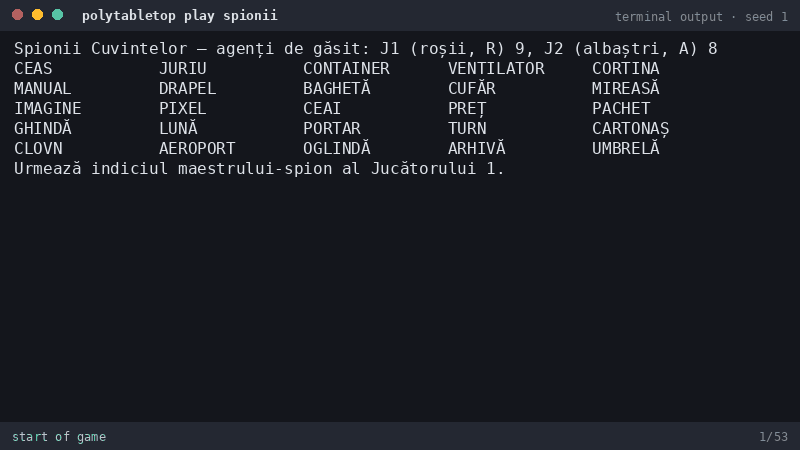 polytabletop play spionii
terminal output · seed 1
Spionii Cuvintelor — agenți de găsit: J1 (roșii, R) 9, J2 (albaștri, A) 8
CEAS JURIU CONTAINER VENTILATOR CORTINA
MANUAL DRAPEL BAGHETĂ CUFĂR MIREASĂ
IMAGINE PIXEL CEAI PREȚ PACHET
GHINDĂ LUNĂ PORTAR TURN CARTONAȘ
CLOVN AEROPORT OGLINDĂ ARHIVĂ UMBRELĂ
Urmează indiciul maestrului-spion al Jucătorului 1.
start of game
1/53